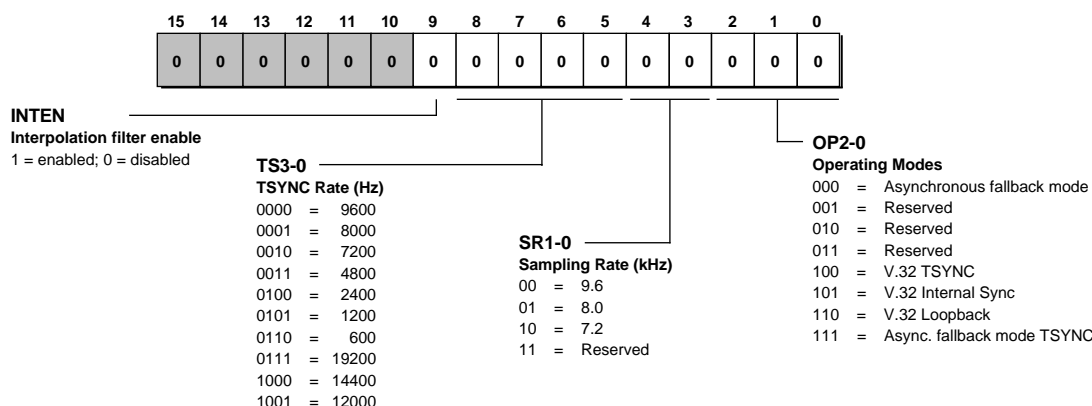 15 14 13 12 11 10 9 8 7 6 5 4 3 2 1 0
0 0 0 0 0 0 0 0 0 0 0 0 0 0 0 0
INTEN
Interpolation filter enable
1 = enabled; 0 = disabled
TS3-0
TSYNC Rate (Hz)
0000 = 9600
0001 = 8000
0010 = 7200
0011 = 4800
0100 = 2400
0101 = 1200
0110 = 600
0111 = 19200
1000 = 14400
1001 = 12000
SR1-0
Sampling Rate (kHz)
00 = 9.6
01 = 8.0
10 = 7.2
11 = Reserved
OP2-0
Operating Modes
000 = Asynchronous fallback mode
001 = Reserved
010 = Reserved
011 = Reserved
100 = V.32 TSYNC
101 = V.32 Internal Sync
110 = V.32 Loopback
111 = Async. fallback mode TSYNC